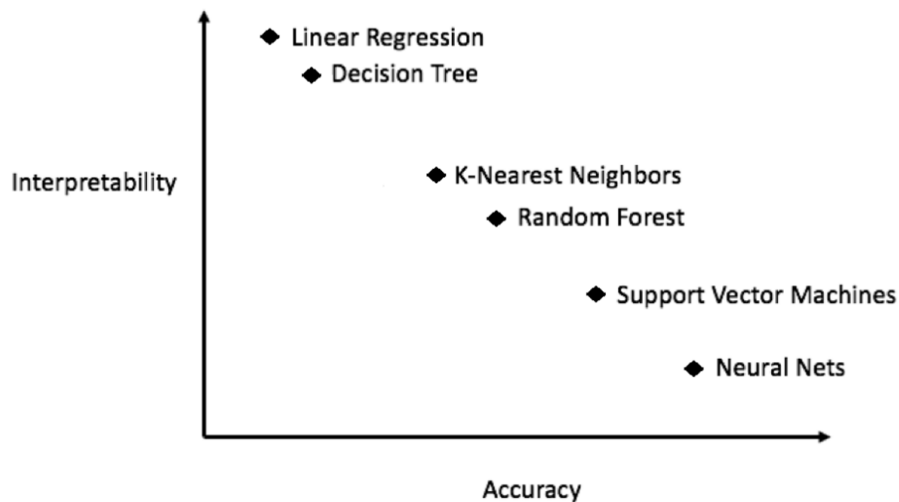 Linear Regression
Decision Tree
Interpretability
K-Nearest Neighbors
Random Forest
Support Vector Machines
Neural Nets
Accuracy